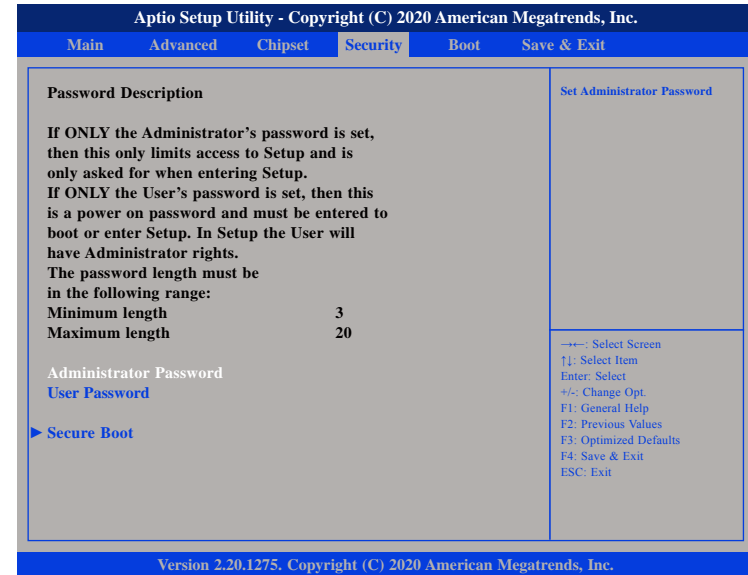 Aptio Setup Utility - Copyright (C) 2020 American Megatrends, Inc.
Main Advanced Chipset Security Boot Save & Exit
Password Description
If ONLY the Administrator's password is set,
then this only limits access to Setup and is
only asked for when entering Setup.
If ONLY the User's password is set, then this
is a power on password and must be entered to
boot or enter Setup. In Setup the User will
have Administrator rights.
The password length must be
in the following range:
Minimum length 3
Maximum length 20
Administrator Password
User Password
▶ Secure Boot
Set Administrator Password
→←: Select Screen
↑↓: Select Item
Enter: Select
+/-: Change Opt.
F1: General Help
F2: Previous Values
F3: Optimized Defaults
F4: Save & Exit
ESC: Exit
Version 2.20.1275. Copyright (C) 2020 American Megatrends, Inc.